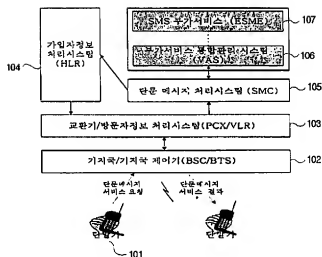 SMS 부가서비스 (ESME)
107
부가서비스 통합관리 시스템
(VAS)
106
가입자정보
처리시스템
(HLR)
104
단문 메시지 처리시스템 (SMC)
105
교환기/방문자정보 처리시스템(PCX/VLR)
103
기지국/기지국 제어기(BSC/BTS)
102
단문메시지
서비스 요청
단문메시지
서비스 결과
단말기
단말기
101